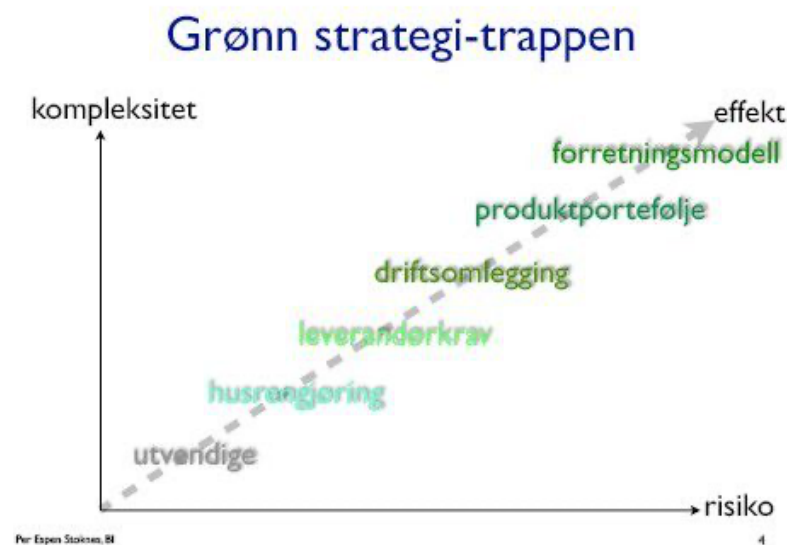 Grønn strategi-trappen
kompleksitet
effekt
forretningsmodell
produktportefølje
driftsomlegging
leverandørkrav
husrengjøring
utvendige
risiko
Per Espen Stoknes, BI
4